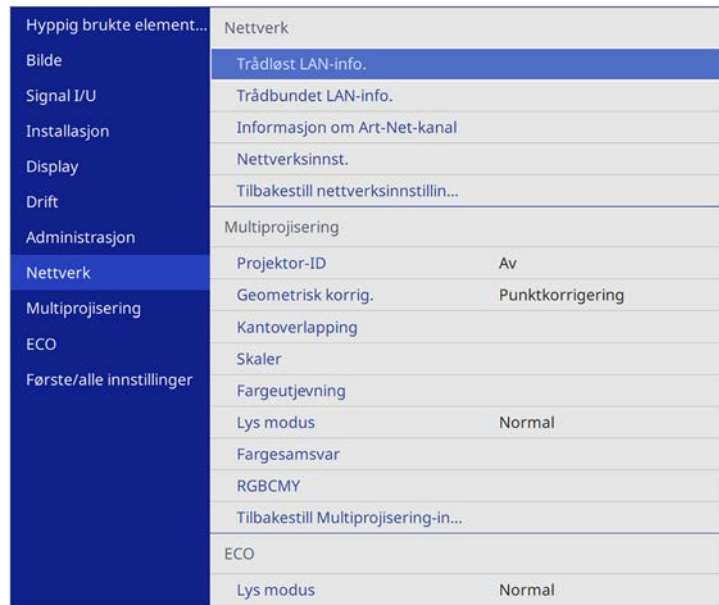 Hyppig brukte element...
Bilde
Signal I/U
Installasjon
Display
Drift
Administrasjon
Nettverk
Multiprojisering
ECO
Første/alle innstillinger
Nettverk
Trådløst LAN-info.
Trådbundet LAN-info.
Informasjon om Art-Net-kanal
Nettverksinnst.
Tilbakestill nettverksinnstillin...
Multiprojisering
Projektor-ID Av
Geometrisk korrig. Punktkorrigering
Kantoverlapping
Skaler
Fargeutjevning
Lys modus Normal
Fargesamsvar
RGBCMY
Tilbakestill Multiprojisering-in...
ECO
Lys modus Normal